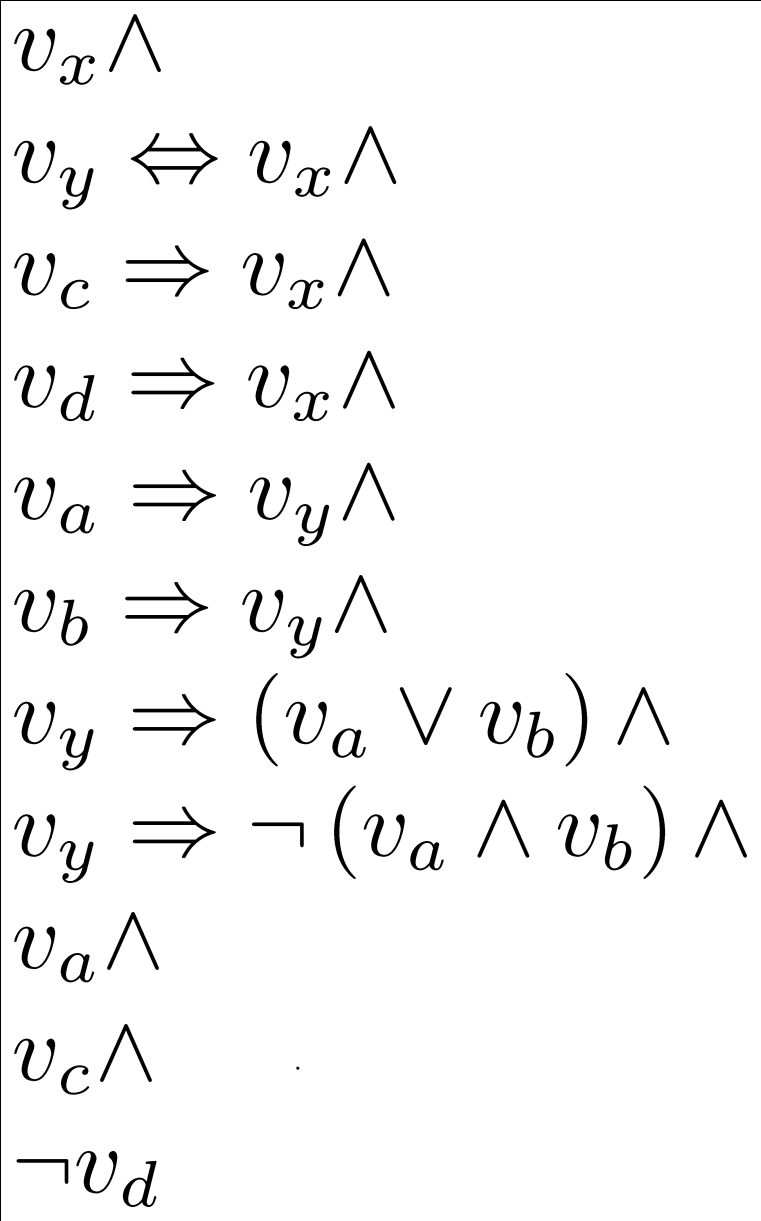 v_x ∧
v_y ⇔ v_x ∧
v_c ⇒ v_x ∧
v_d ⇒ v_x ∧
v_a ⇒ v_y ∧
v_b ⇒ v_y ∧
v_y ⇒ (v_a ∨ v_b) ∧
v_y ⇒ ¬ (v_a ∧ v_b) ∧
v_a ∧
v_c ∧
¬v_d